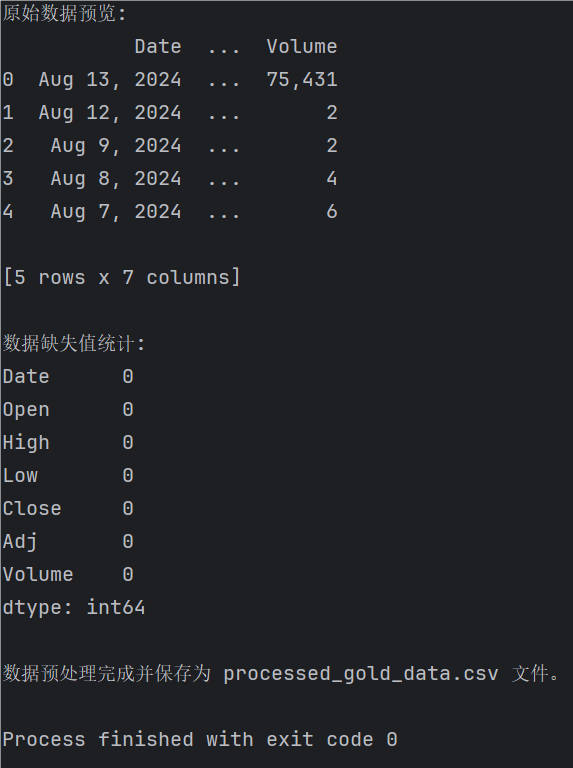 原始数据预览:
Date ... Volume
0 Aug 13, 2024 ... 75,431
1 Aug 12, 2024 ... 2
2 Aug 9, 2024 ... 2
3 Aug 8, 2024 ... 4
4 Aug 7, 2024 ... 6
[5 rows x 7 columns]
数据缺失值统计:
Date 0
Open 0
High 0
Low 0
Close 0
Adj 0
Volume 0
dtype: int64
数据预处理完成并保存为 processed_gold_data.csv 文件。
Process finished with exit code 0